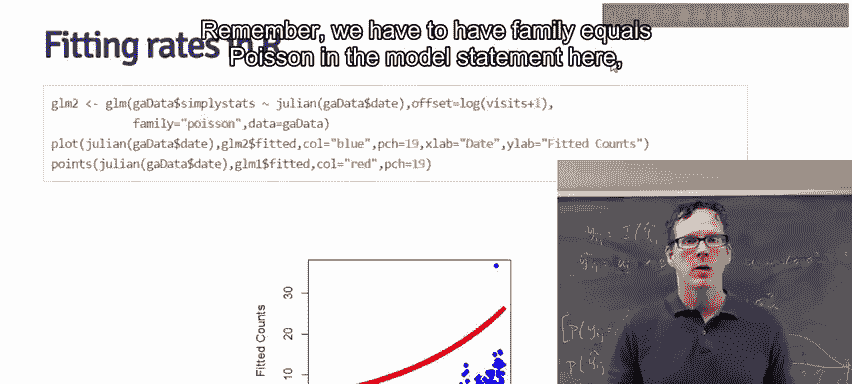 Remember, we have to have family equals
Poisson in the model statement here,
Fitting rates in R
glm2 <- glm(gaData$simplystats ~ julian(gaData$date),offset=log(visits+1),
family="poisson",data=gaData)
plot(julian(gaData$date),glm2$fitted,col="blue",pch=19,xlab="Date",ylab="Fitted Counts")
points(julian(gaData$date),glm1$fitted,col="red",pch=19)
Fitted Counts
30
20
10